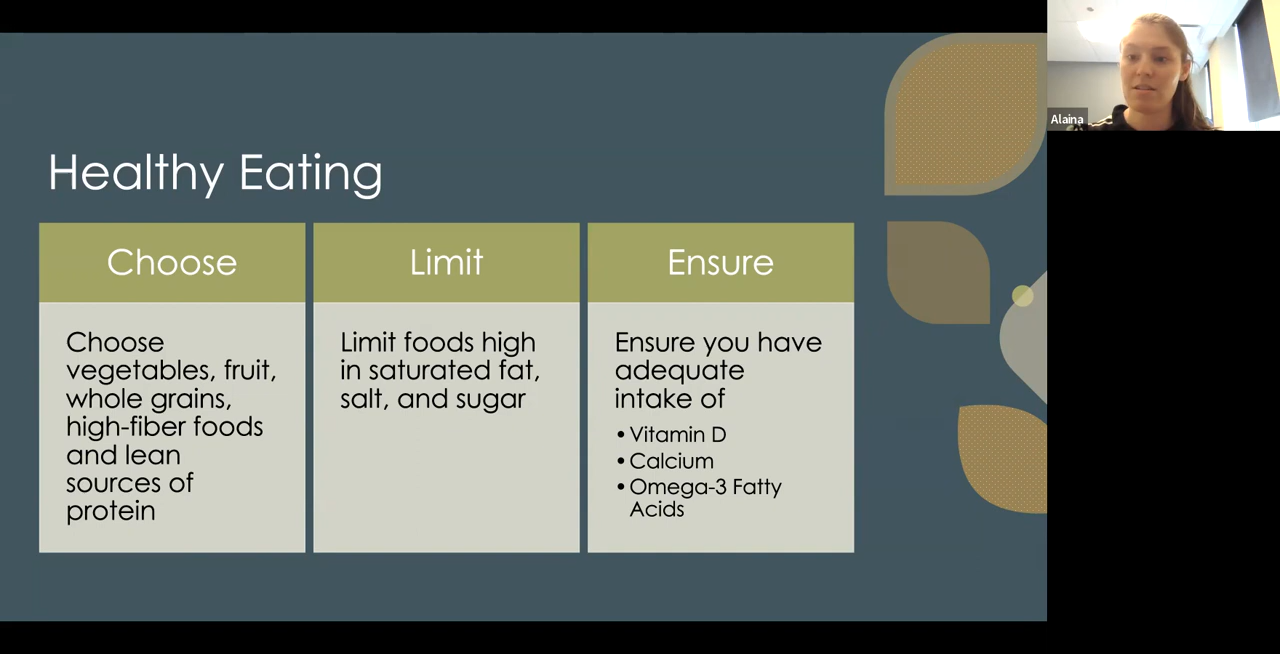 Alaina
Healthy Eating
Choose
Choose
vegetables, fruit,
whole grains,
high-fiber foods
and lean
sources of
protein
Limit
Limit foods high
in saturated fat,
salt, and sugar
Ensure
Ensure you have
adequate
intake of
• Vitamin D
• Calcium
• Omega-3 Fatty
Acids